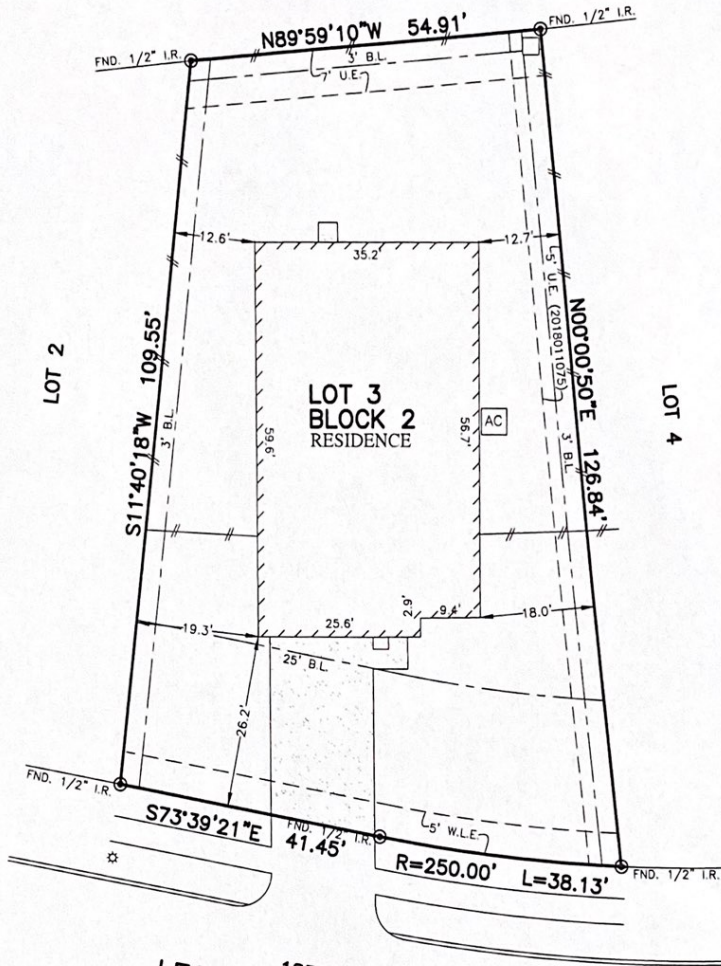 N89°59'10"W 54.91'
FND. 1/2" I.R.
FND. 1/2" I.R.
3' B.L.
7' U.E.
12.6'
35.2'
12.7'
5' U.E. (2018011075)
N00°00'50"E 126.84'
LOT 2
S11°40'18"W 109.55'
3' B.L.
59.6'
LOT 3
BLOCK 2
RESIDENCE
56.7'
AC
3' B.L.
LOT 4
19.3'
25.6'
2.9'
9.4'
18.0'
25' B.L.
26.2'
FND. 1/2" I.R.
S73°39'21"E
41.45'
FND. 1/2" I.R.
5' W.L.E.
R=250.00' L=38.13'
FND. 1/2" I.R.